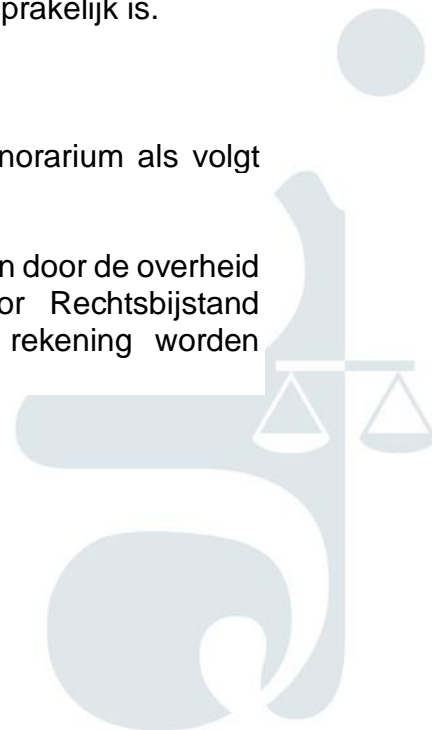 prakelijk is.
norarium als volgt
n door de overheid
or Rechtsbijstand
rekening worden